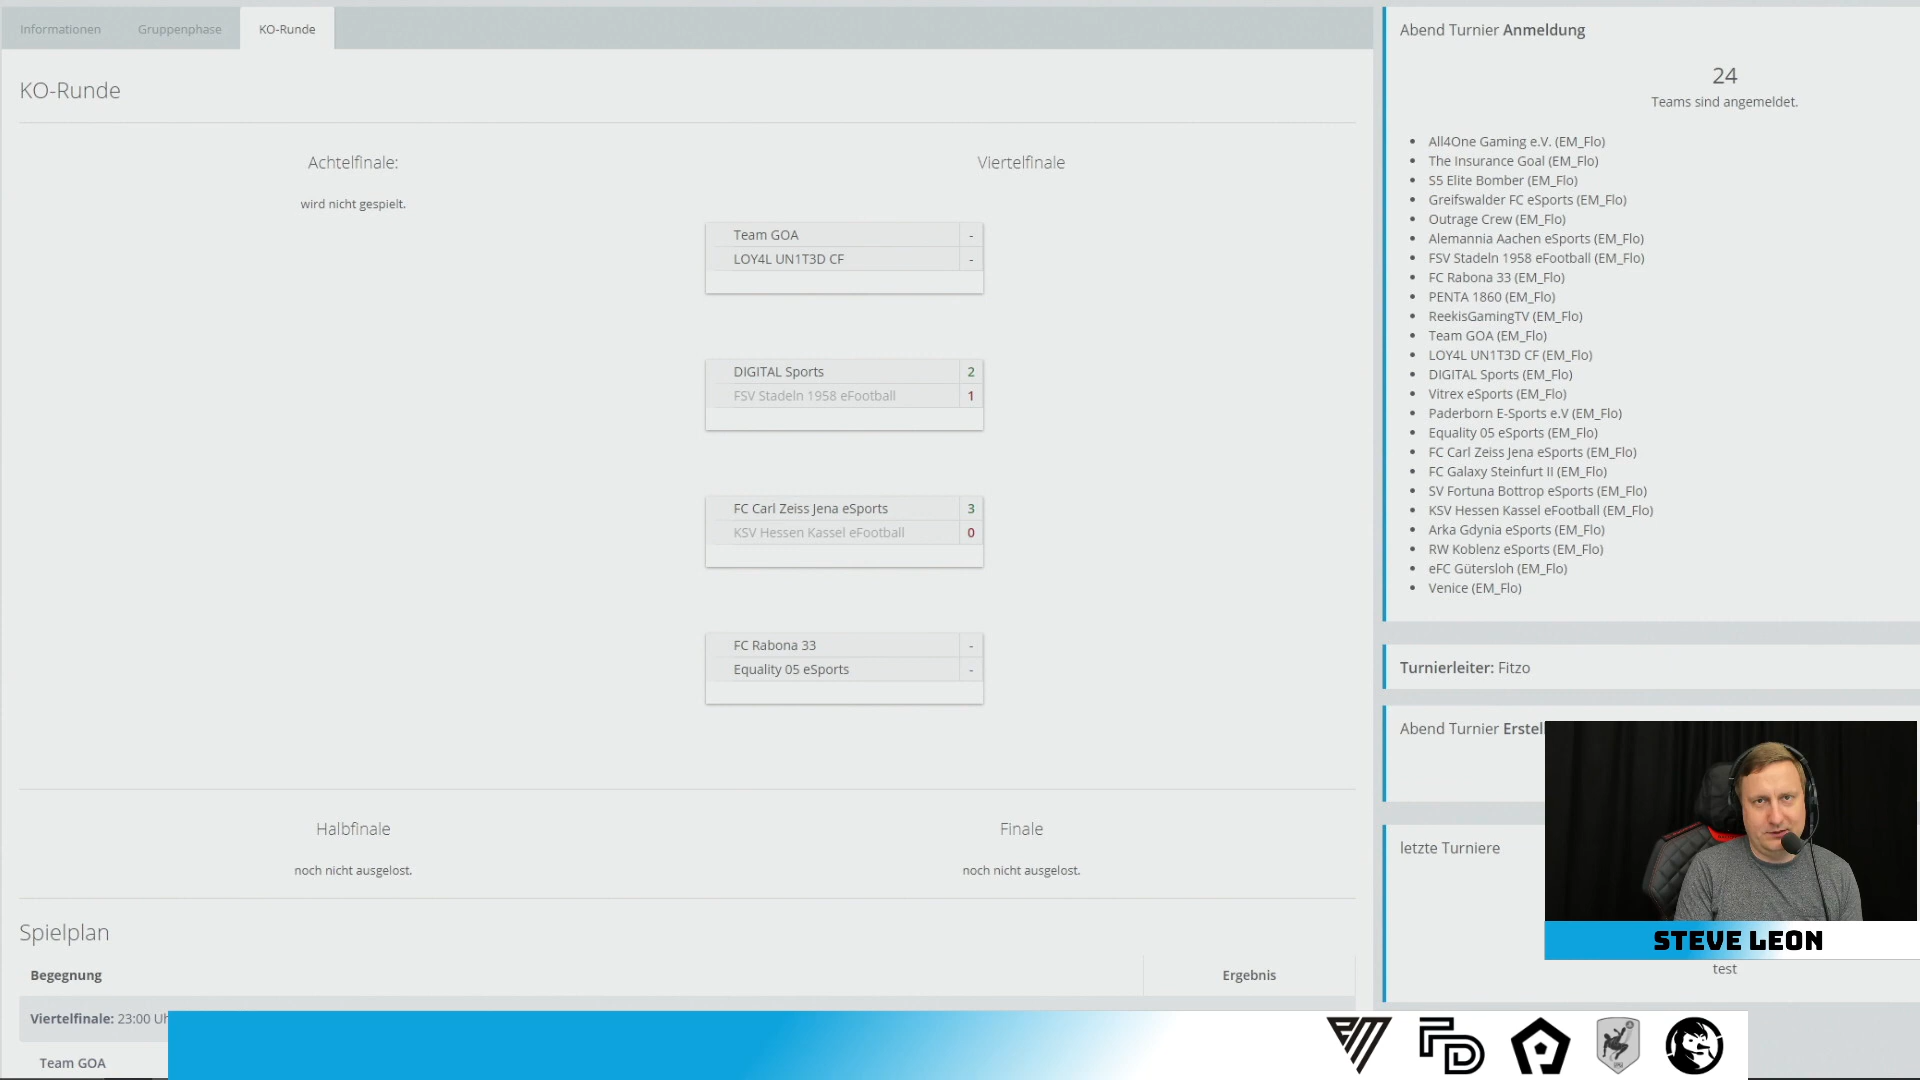 Informationen
Gruppenphase
KO-Runde
KO-Runde
Achtelfinale:
wird nicht gespielt.
Viertelfinale
Team GOA -
LOY4L UN1T3D CF -
DIGITAL Sports 2
FSV Stadeln 1958 eFootball 1
FC Carl Zeiss Jena eSports 3
KSV Hessen Kassel eFootball 0
FC Rabona 33 -
Equality 05 eSports -
Halbfinale
noch nicht ausgelost.
Finale
noch nicht ausgelost.
Spielplan
Begegnung Ergebnis
Viertelfinale: 23:00 Uh
Team GOA
Abend Turnier Anmeldung
24
Teams sind angemeldet.
All4One Gaming e.V. (EM_Flo)
The Insurance Goal (EM_Flo)
S5 Elite Bomber (EM_Flo)
Greifswalder FC eSports (EM_Flo)
Outrage Crew (EM_Flo)
Alemannia Aachen eSports (EM_Flo)
FSV Stadeln 1958 eFootball (EM_Flo)
FC Rabona 33 (EM_Flo)
PENTA 1860 (EM_Flo)
ReekisGamingTV (EM_Flo)
Team GOA (EM_Flo)
LOY4L UN1T3D CF (EM_Flo)
DIGITAL Sports (EM_Flo)
Vitrex eSports (EM_Flo)
Paderborn E-Sports e.V (EM_Flo)
Equality 05 eSports (EM_Flo)
FC Carl Zeiss Jena eSports (EM_Flo)
FC Galaxy Steinfurt II (EM_Flo)
SV Fortuna Bottrop eSports (EM_Flo)
KSV Hessen Kassel eFootball (EM_Flo)
Arka Gdynia eSports (EM_Flo)
RW Koblenz eSports (EM_Flo)
eFC Gütersloh (EM_Flo)
Venice (EM_Flo)
Turnierleiter: Fitzo
Abend Turnier Erstel
letzte Turniere
STEVE LEON
test